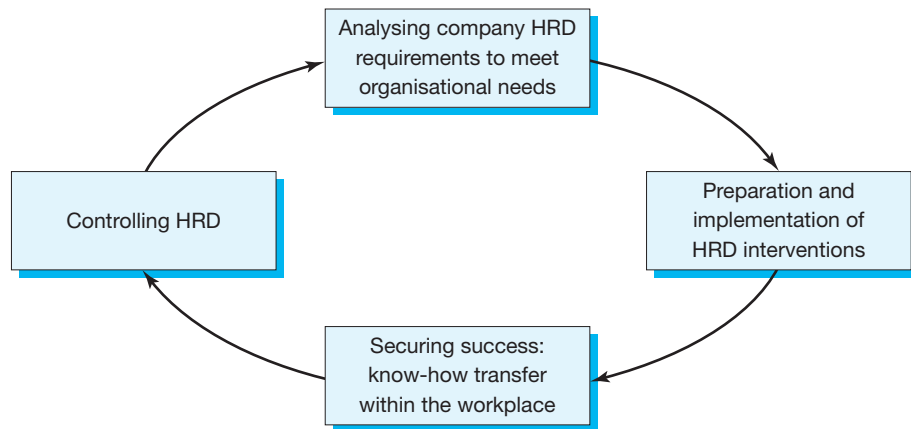 Analysing company HRD
requirements to meet
organisational needs
Preparation and
implementation of
HRD interventions
Securing success:
know-how transfer
within the workplace
Controlling HRD